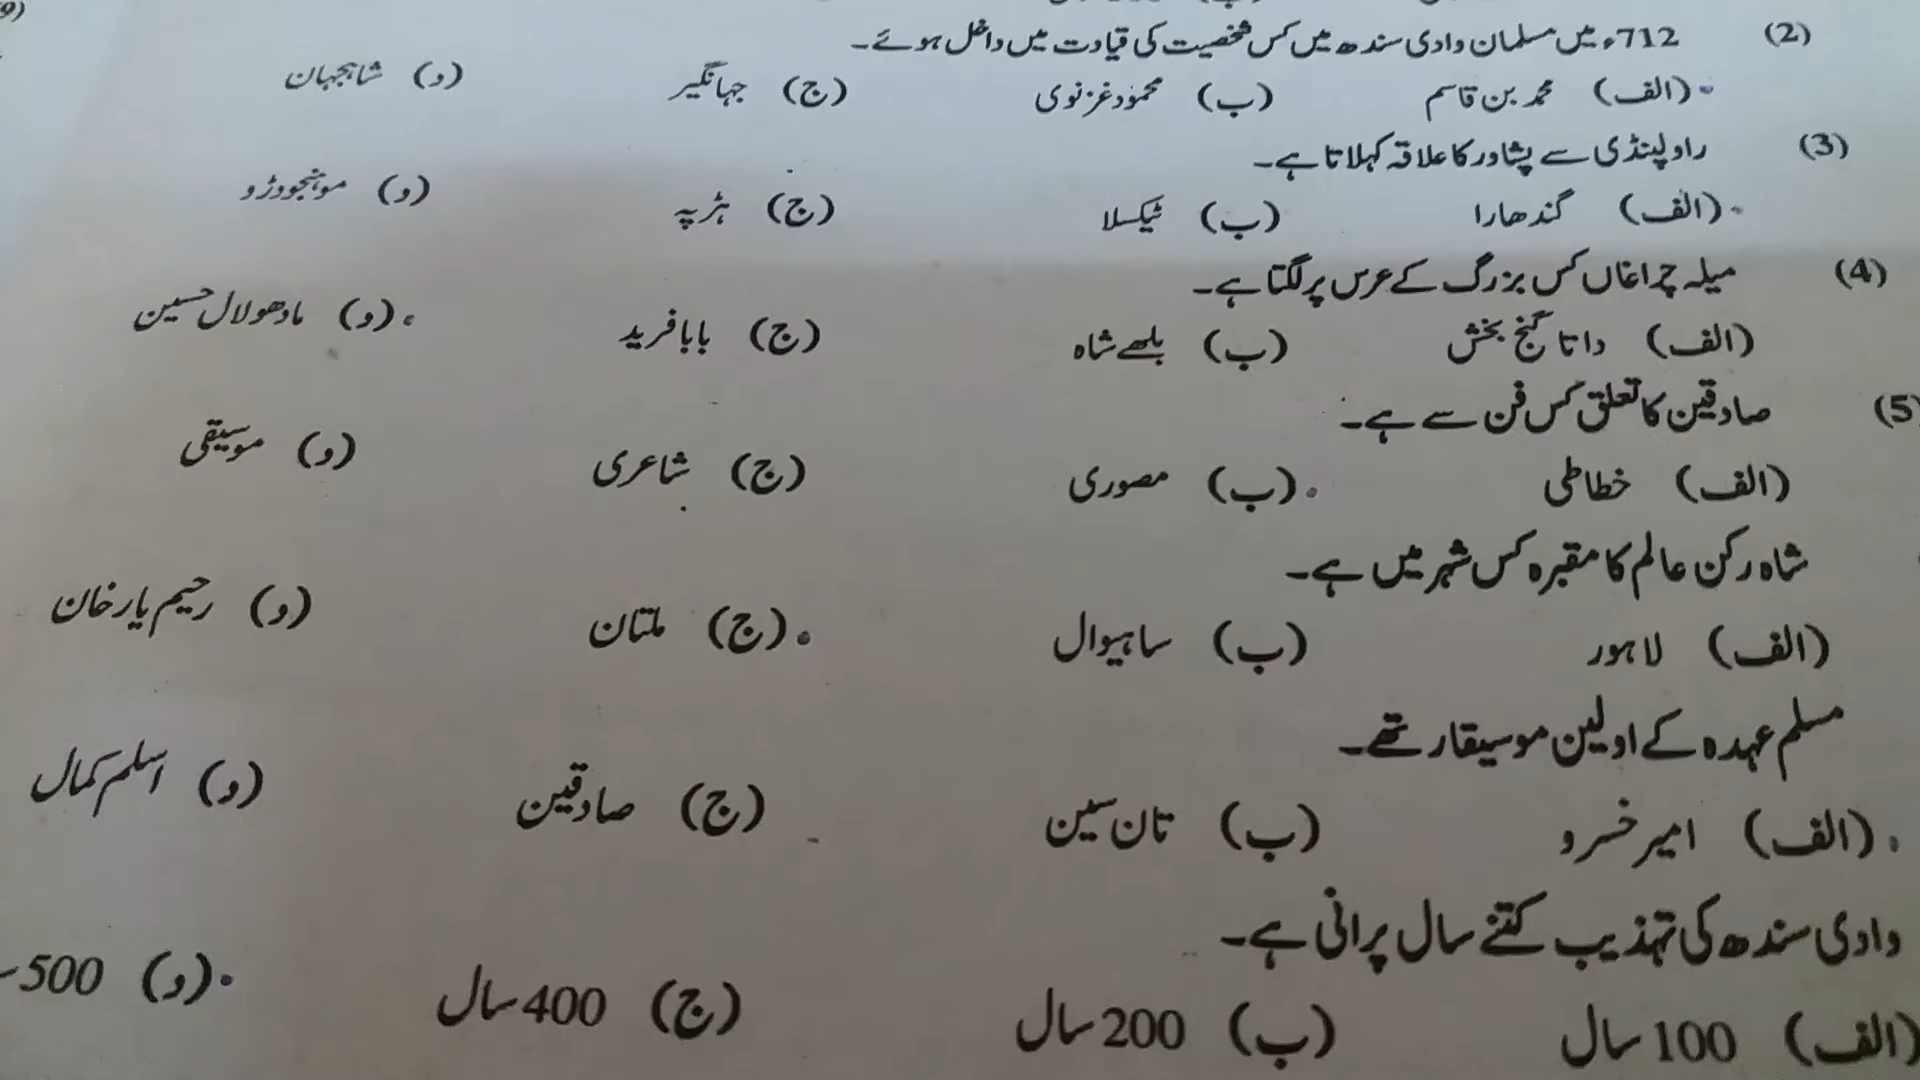 (2) 712ء میں مسلمان وادی سندھ میں کس شخصیت کی قیادت میں داخل ہوئے۔
(الف) محمد بن قاسم (ب) محمود غزنوی (ج) جہانگیر (د) شاہجہان
(3) راولپنڈی سے پشاور کا علاقہ کہلاتا ہے۔
(الف) گندھارا (ب) ٹیکسلا (ج) ہڑپہ (د) موہنجوودڑو
(4) میلہ چراغاں کس بزرگ کے عرس پر لگتا ہے۔
(الف) داتا گنج بخش (ب) بلھے شاہ (ج) بابا فرید (د) مادھولال حسین
(5) صادقین کا تعلق کس فن سے ہے۔
(الف) خطاطی (ب) مصوری (ج) شاعری (د) موسیقی
شاہ رکن عالم کا مقبرہ کس شہر میں ہے۔
(الف) لاہور (ب) ساہیوال (ج) ملتان (د) رحیم یار خان
مسلم عہدہ کے اولین موسیقار تھے۔
(الف) امیر خسرو (ب) تان سین (ج) صادقین (د) اسلم کمال
وادی سندھ کی تہذیب کتنے سال پرانی ہے۔
(الف) 100 سال (ب) 200 سال (ج) 400 سال (د) 500